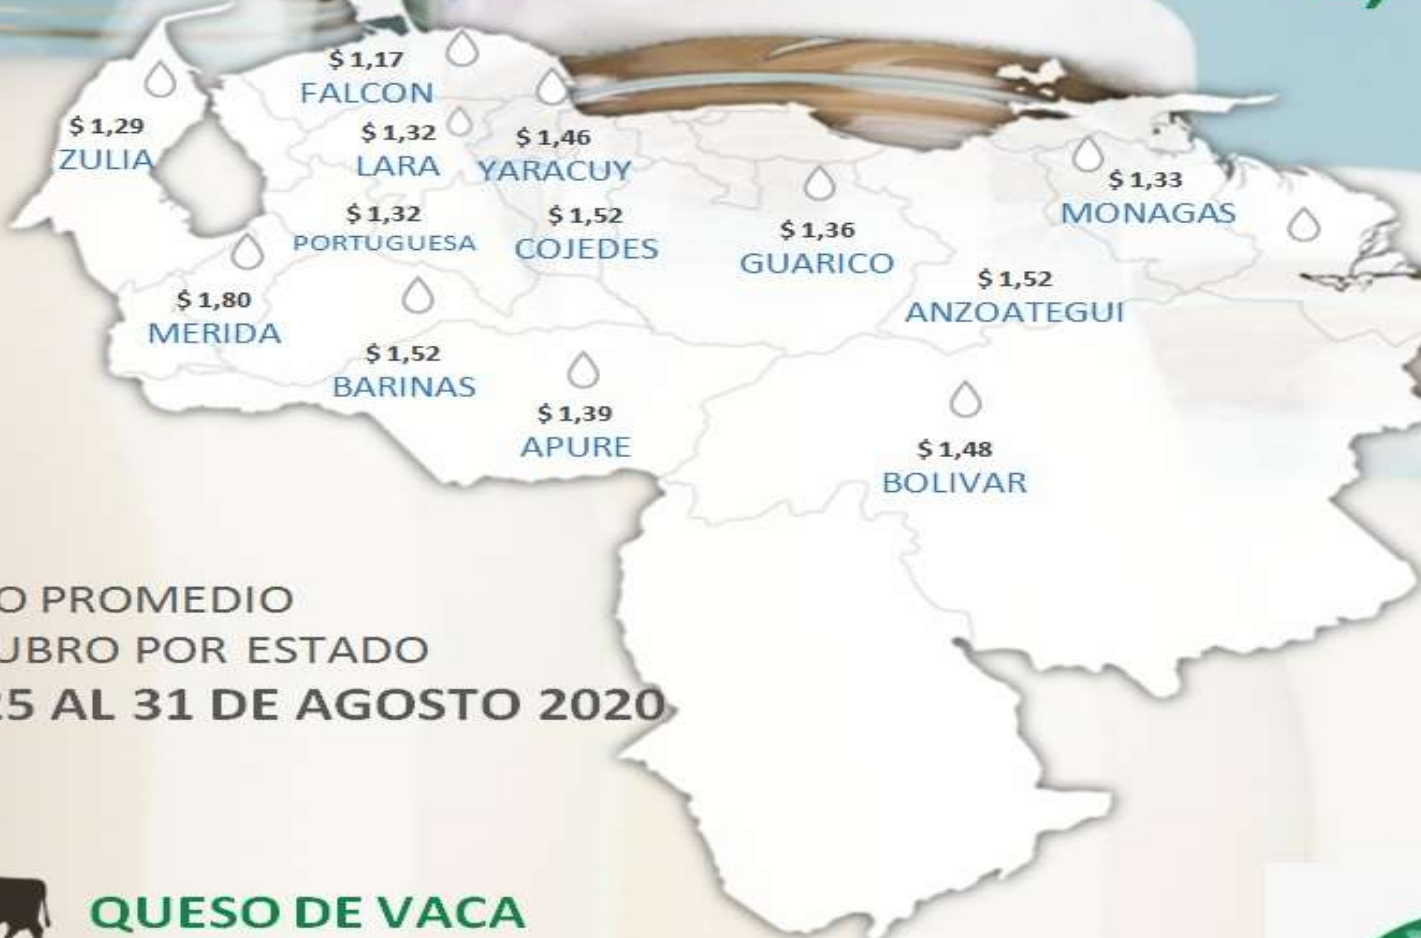 $ 1,17
FALCON
$ 1,29
ZULIA
$ 1,32
LARA
$ 1,46
YARACUY
$ 1,33
MONAGAS
$ 1,32
PORTUGUESA
$ 1,52
COJEDES
$ 1,36
GUARICO
$ 1,52
ANZOATEGUI
$ 1,80
MERIDA
$ 1,52
BARINAS
$ 1,39
APURE
$ 1,48
BOLIVAR
O PROMEDIO
UBRO POR ESTADO
25 AL 31 DE AGOSTO 2020
QUESO DE VACA